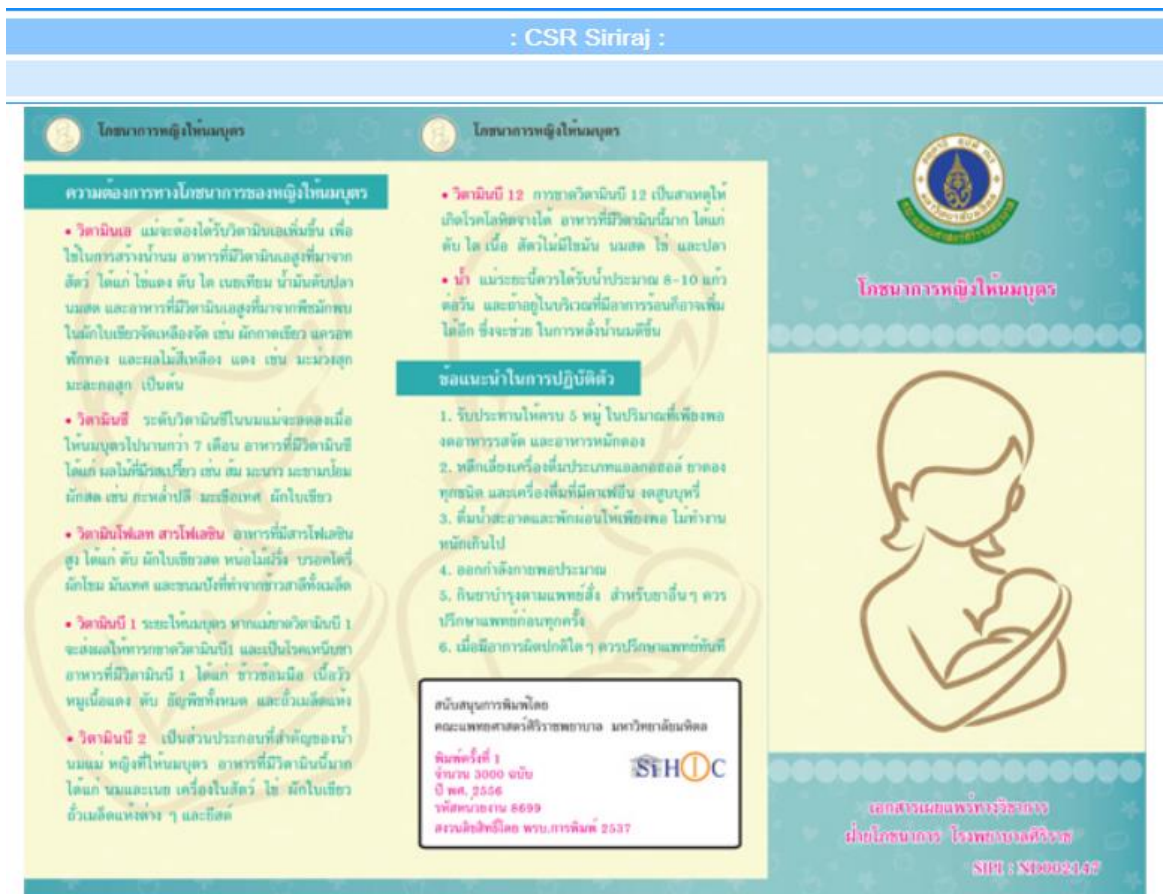 : CSR Siriraj :
โภชนาการหญิงให้นมบุตร
ความต้องการทางโภชนาการของหญิงให้นมบุตร
• วิตามินเอ แม่จะต้องได้รับวิตามินเอเพิ่มขึ้น เพื่อ
ใช้ในการสร้างน้ำนม อาหารที่มีวิตามินเอสูงที่มาจาก
สัตว์ ได้แก่ ไข่แดง ตับ ไต เนยเทียม น้ำมันตับปลา
นมสด และอาหารที่มีวิตามินเอสูงที่มาจากพืชมักพบ
ในผักใบเขียวจัดเหลืองจัด เช่น ผักกาดเขียว แครอท
ฟักทอง และผลไม้สีเหลือง แดง เช่น มะม่วงสุก
มะละกอสุก เป็นต้น
• วิตามินซี ระดับวิตามินซีในนมแม่จะลดลงเมื่อ
ให้นมบุตรไปนานกว่า 7 เดือน อาหารที่มีวิตามินซี
ได้แก่ ผลไม้ที่มีรสเปรี้ยว เช่น ส้ม มะนาว มะขามป้อม
ผักสด เช่น กะหล่ำปลี มะเขือเทศ ผักใบเขียว
• วิตามินโฟเลท สารโฟเลซิน อาหารที่มีสารโฟเลซิน
สูง ได้แก่ ตับ ผักใบเขียวสด หน่อไม้ฝรั่ง บรอคโครี่
ผักโขม มันเทศ และขนมปังที่ทำจากข้าวสาลีทั้งเมล็ด
• วิตามินบี 1 ระยะให้นมบุตร หากแม่ขาดวิตามินบี 1
จะส่งผลให้ทารกขาดวิตามินบี1 และเป็นโรคเหน็บชา
อาหารที่มีวิตามินบี 1 ได้แก่ ข้าวซ้อมมือ เนื้อวัว
หมูเนื้อแดง ตับ ธัญพืชทั้งหมด และถั่วเมล็ดแห้ง
• วิตามินบี 2 เป็นส่วนประกอบที่สำคัญของน้ำ
นมแม่ หญิงที่ให้นมบุตร อาหารที่มีวิตามินนี้มาก
ได้แก่ นมและเนย เครื่องในสัตว์ ไข่ ผักใบเขียว
ถั่วเมล็ดแห้งต่าง ๆ และยีสต์
โภชนาการหญิงให้นมบุตร
• วิตามินบี 12 การขาดวิตามินบี 12 เป็นสาเหตุให้
เกิดโรคโลหิตจางได้ อาหารที่มีวิตามินนี้มาก ได้แก่
ตับ ไต เนื้อ สัตว์ไม่มีไขมัน นมสด ไข่ และปลา
• น้ำ แม่ระยะนี้ควรได้รับน้ำประมาณ 8-10 แก้ว
ต่อวัน และถ้าอยู่ในบริเวณที่มีอาการร้อนก็อาจเพิ่ม
ได้อีก ซึ่งจะช่วย ในการหลั่งน้ำนมดีขึ้น
ข้อแนะนำในการปฏิบัติตัว
1. รับประทานให้ครบ 5 หมู่ ในปริมาณที่เพียงพอ
งดอาหารรสจัด และอาหารหมักดอง
2. หลีกเลี่ยงเครื่องดื่มประเภทแอลกอฮอล์ ยาดอง
ทุกชนิด และเครื่องดื่มที่มีคาเฟอีน งดสูบบุหรี่
3. ดื่มน้ำสะอาดและพักผ่อนให้เพียงพอ ไม่ทำงาน
หนักเกินไป
4. ออกกำลังกายพอประมาณ
5. กินยาบำรุงตามแพทย์สั่ง สำหรับยาอื่นๆ ควร
ปรึกษาแพทย์ก่อนทุกครั้ง
6. เมื่อมีอาการผิดปกติใดๆ ควรปรึกษาแพทย์ทันที
สนับสนุนการพิมพ์โดย
คณะแพทยศาสตร์ศิริราชพยาบาล มหาวิทยาลัยมหิดล
พิมพ์ครั้งที่ 1
จำนวน 3000 ฉบับ
ปี พศ. 2556
รหัสหน่วยงาน 8699
สงวนลิขสิทธิ์โดย พรบ.การพิมพ์ 2537
SiHIC
โภชนาการหญิงให้นมบุตร
เอกสารเผยแพร่ทางวิชาการ
ฝ่ายโภชนาการ โรงพยาบาลศิริราช
SIPI : ND002147